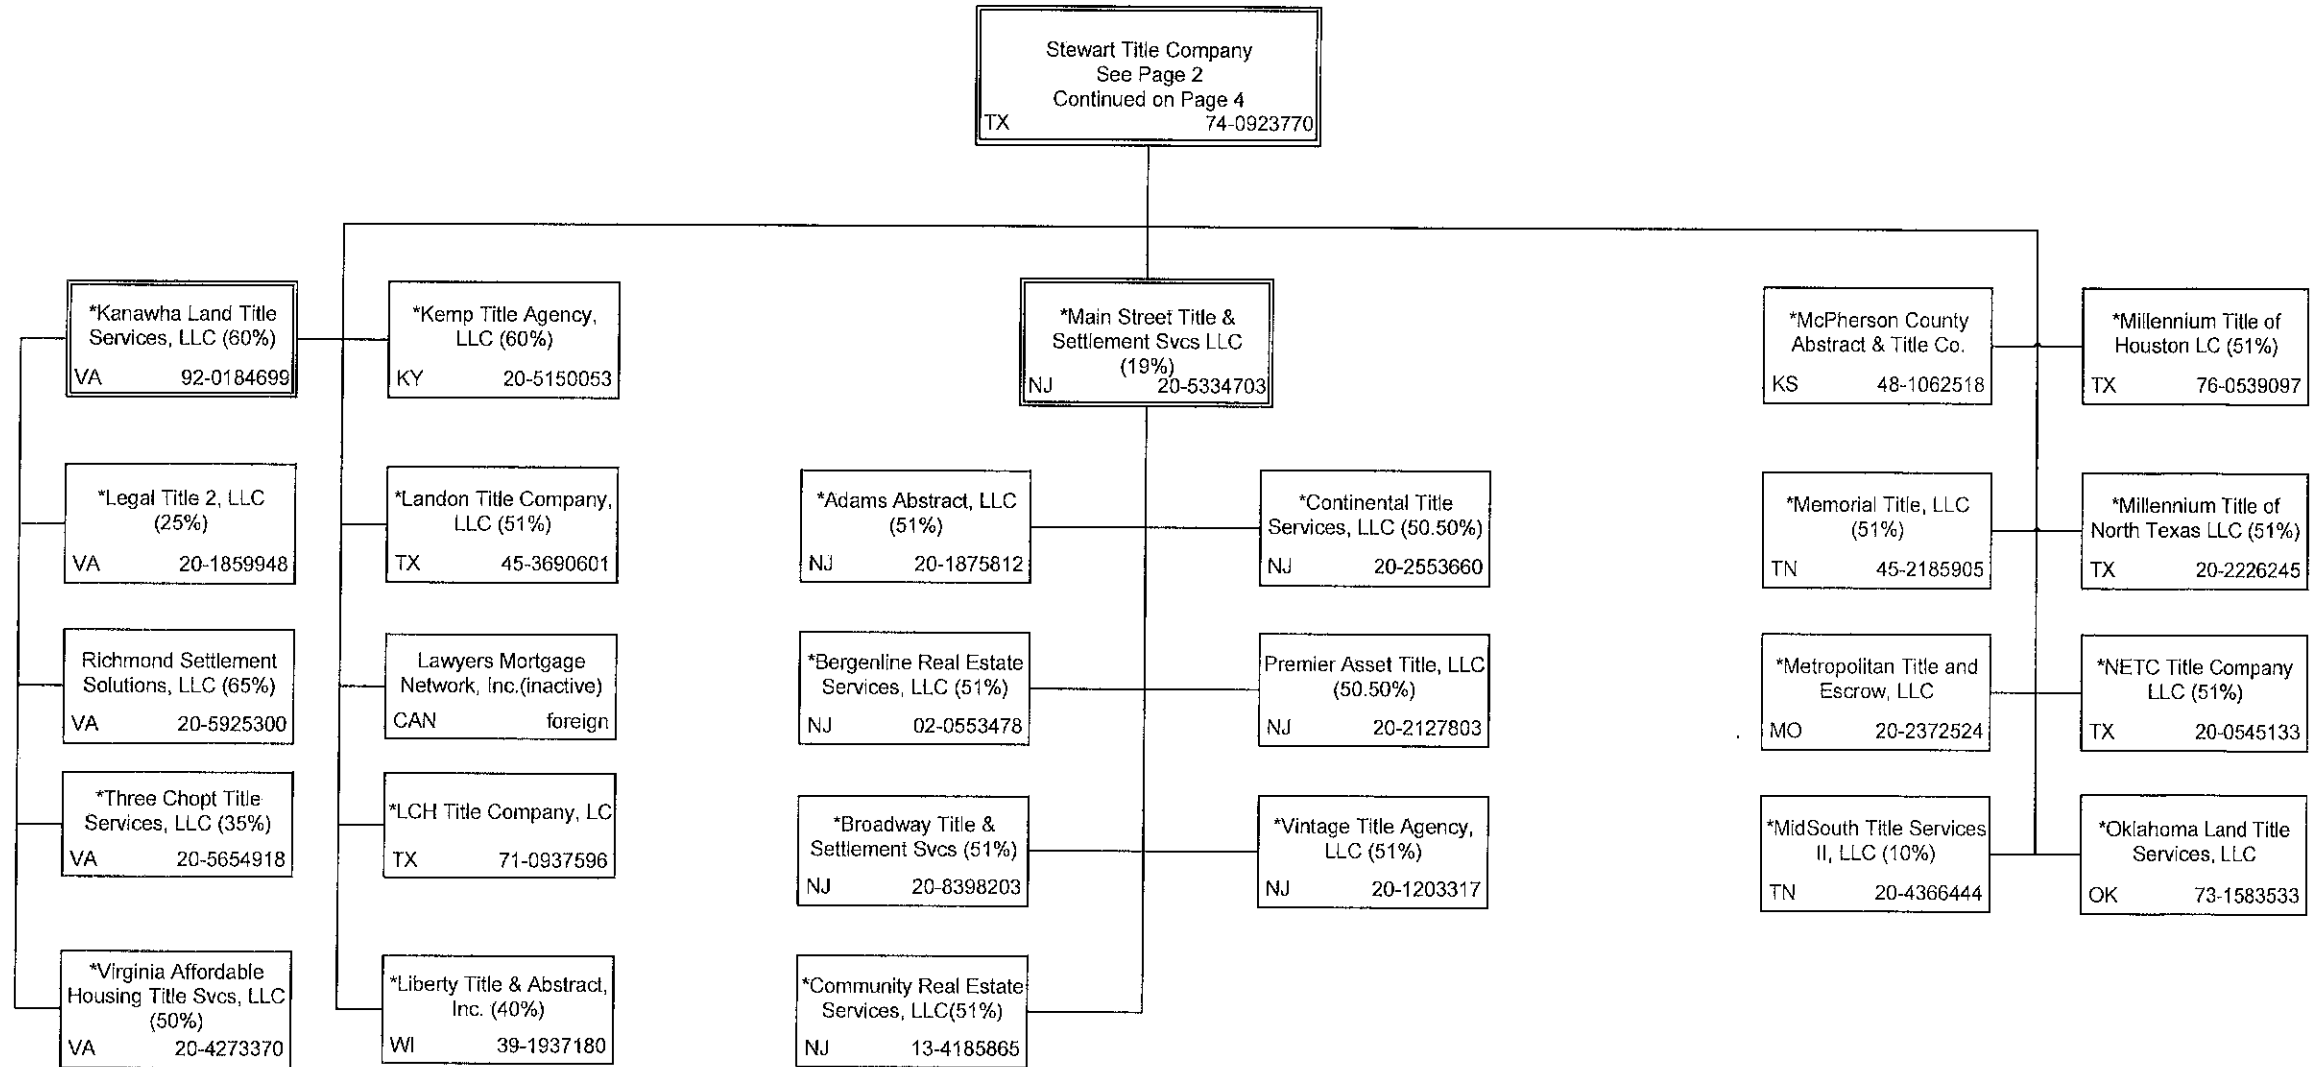 Stewart Title Company
See Page 2
Continued on Page 4
TX 74-0923770
*Kanawha Land Title
Services, LLC (60%)
VA 92-0184699
*Kemp Title Agency,
LLC (60%)
KY 20-5150053
*Main Street Title &
Settlement Svcs LLC
(19%)
NJ 20-5334703
*McPherson County
Abstract & Title Co.
KS 48-1062518
*Millennium Title of
Houston LC (51%)
TX 76-0539097
*Legal Title 2, LLC
(25%)
VA 20-1859948
*Landon Title Company,
LLC (51%)
TX 45-3690601
*Adams Abstract, LLC
(51%)
NJ 20-1875812
*Continental Title
Services, LLC (50.50%)
NJ 20-2553660
*Memorial Title, LLC
(51%)
TN 45-2185905
*Millennium Title of
North Texas LLC (51%)
TX 20-2226245
Richmond Settlement
Solutions, LLC (65%)
VA 20-5925300
Lawyers Mortgage
Network, Inc.(inactive)
CAN foreign
*Bergenline Real Estate
Services, LLC (51%)
NJ 02-0553478
Premier Asset Title, LLC
(50.50%)
NJ 20-2127803
*Metropolitan Title and
Escrow, LLC
MO 20-2372524
*NETC Title Company
LLC (51%)
TX 20-0545133
*Three Chopt Title
Services, LLC (35%)
VA 20-5654918
*LCH Title Company, LC
TX 71-0937596
*Broadway Title &
Settlement Svcs (51%)
NJ 20-8398203
*Vintage Title Agency,
LLC (51%)
NJ 20-1203317
*MidSouth Title Services
II, LLC (10%)
TN 20-4366444
*Oklahoma Land Title
Services, LLC
OK 73-1583533
*Virginia Affordable
Housing Title Svcs, LLC
(50%)
VA 20-4273370
*Liberty Title & Abstract,
Inc. (40%)
WI 39-1937180
*Community Real Estate
Services, LLC(51%)
NJ 13-4185865